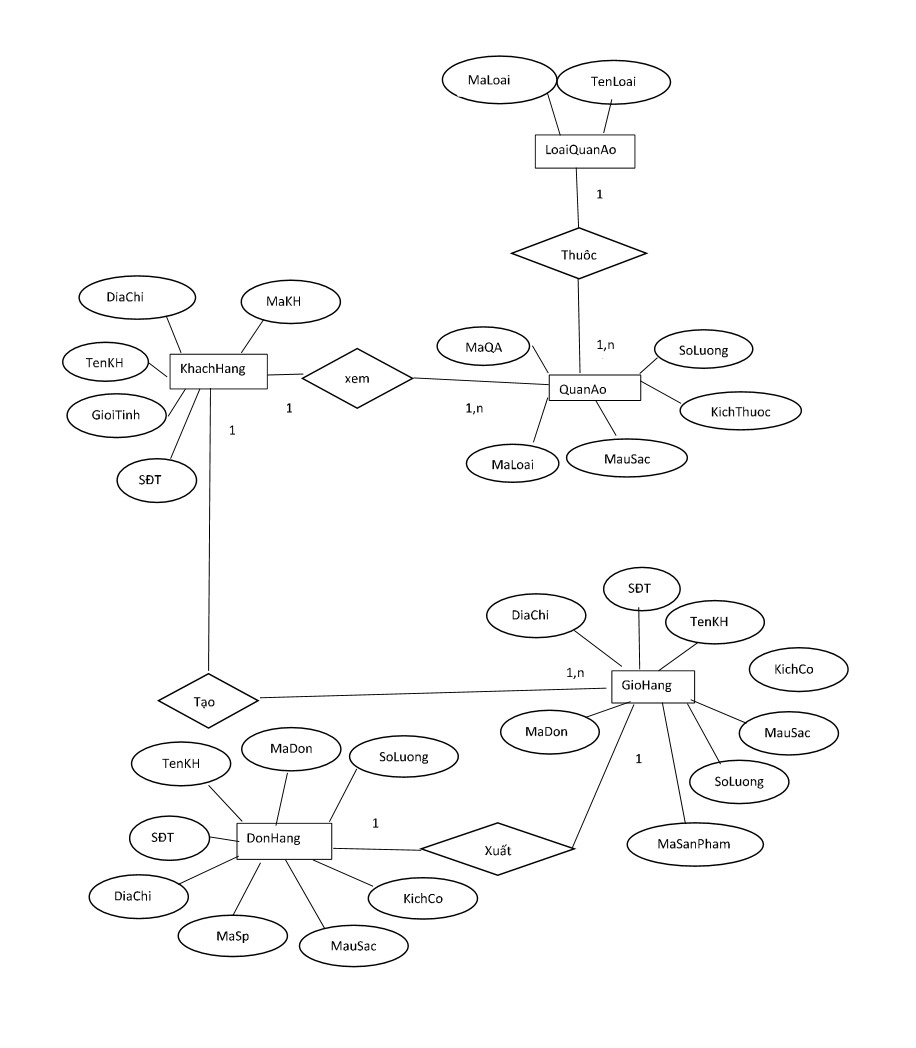 MaLoai
TenLoai
LoaiQuanAo
1
Thuôc
DiaChi
MaKH
TenKH
KhachHang
GioiTinh
SĐT
1
xem
1
1,n
1,n
MaQA
SoLuong
QuanAo
KichThuoc
MaLoai
MauSac
SĐT
DiaChi
TenKH
KichCo
1,n
GioHang
Tạo
MaDon
MauSac
SoLuong
1
MaSanPham
MaDon
TenKH
SoLuong
SĐT
DonHang
1
Xuất
DiaChi
KichCo
MaSp
MauSac